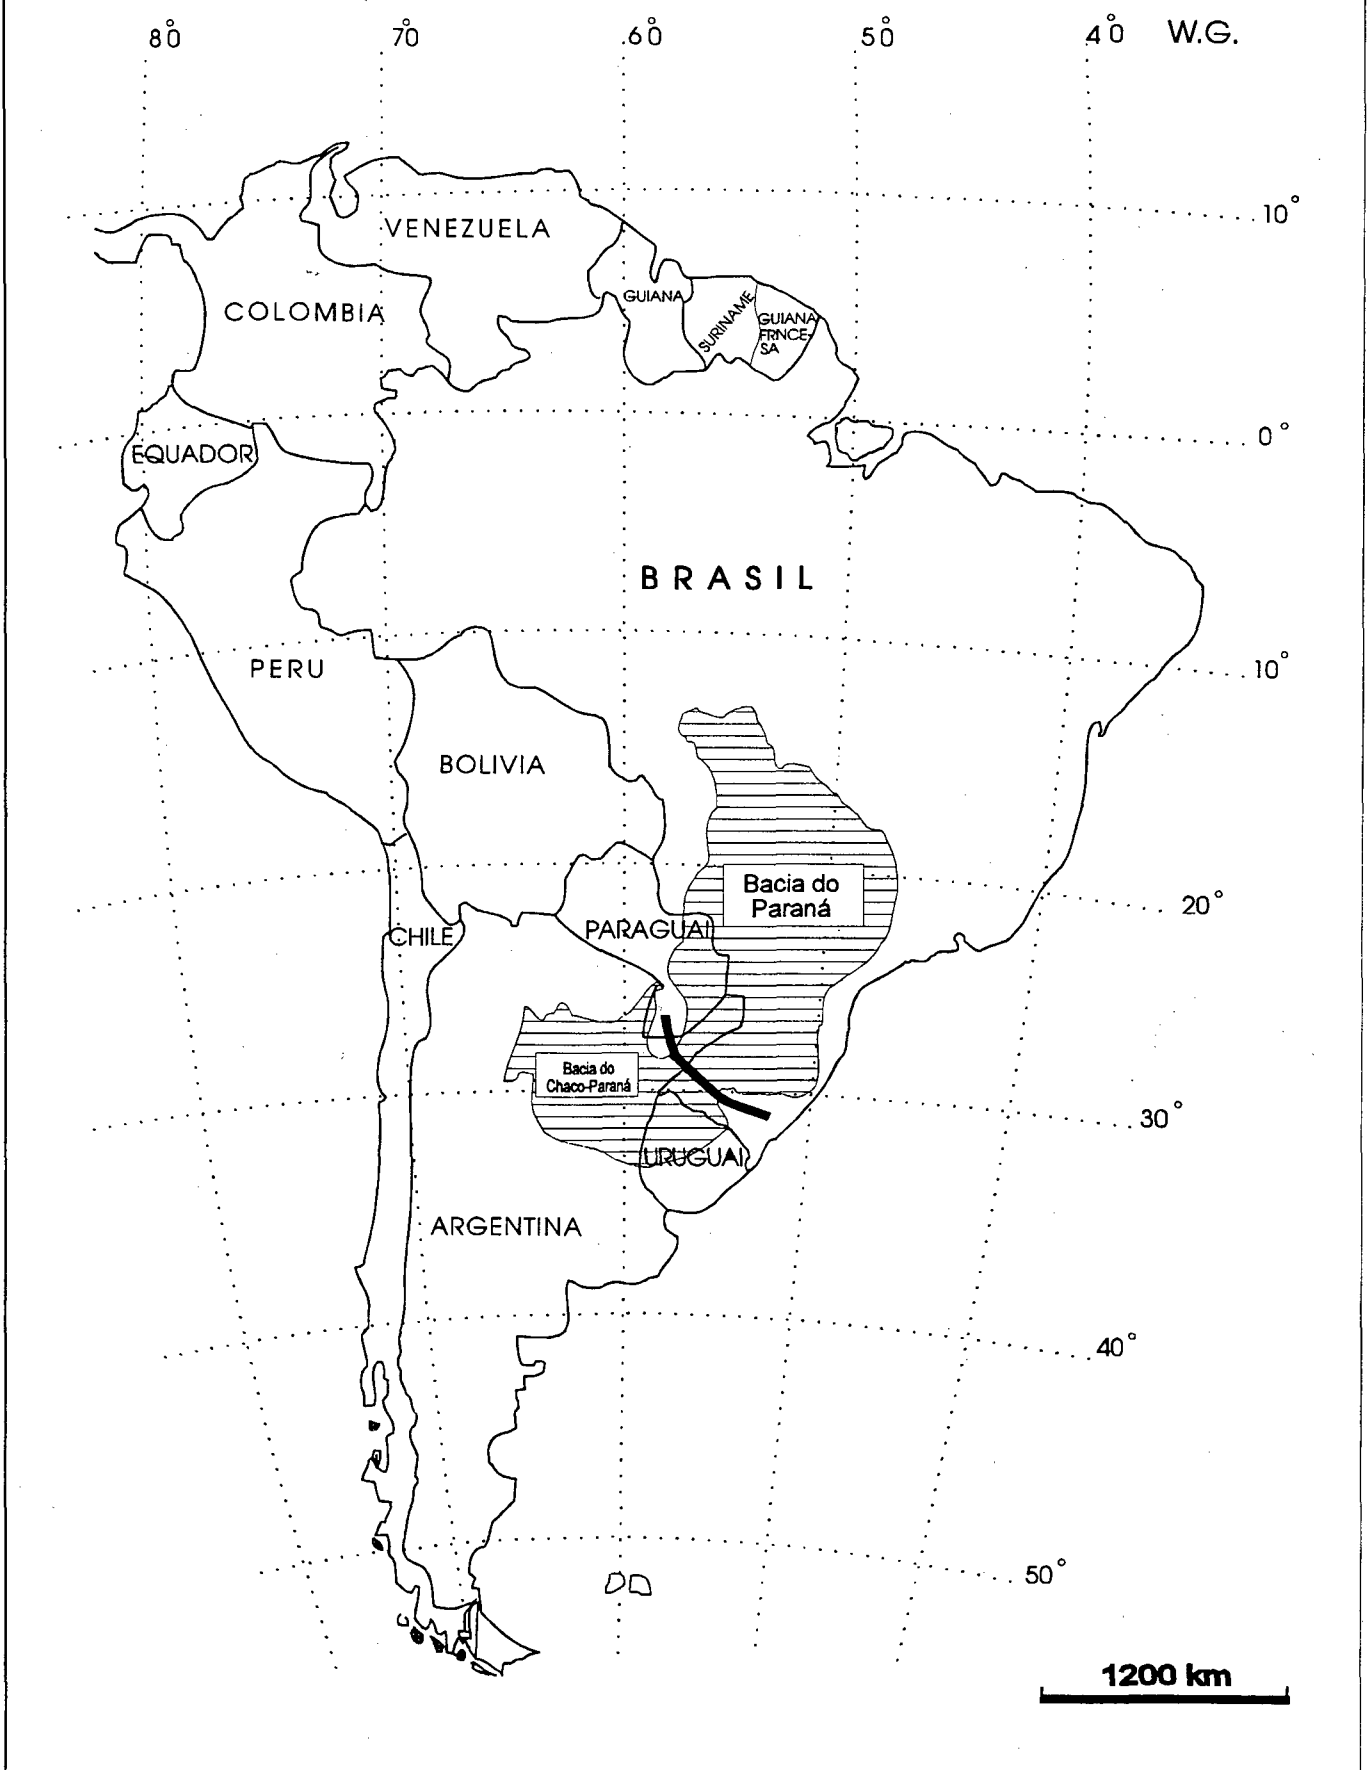 80° 70° 60° 50° 40° W.G.
10°
VENEZUELA
GUIANA
COLOMBIA
SURINAME
GUIANA
FRNCE-
SA
0°
EQUADOR
BRASIL
10°
PERU
BOLIVIA
Bacia do
Paraná
20°
PARAGUAI
CHILE
Bacia do
Chaco-Paraná
30°
URUGUAI
ARGENTINA
40°
50°
1200 km